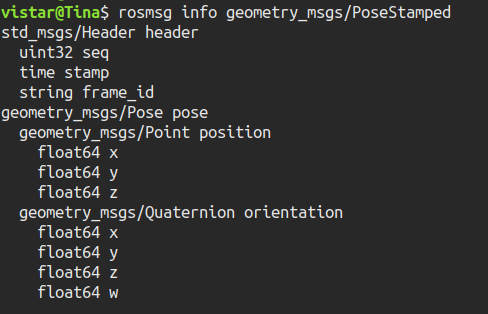 vistar@Tina$ rosmsg info geometry_msgs/PoseStamped
std_msgs/Header header
  uint32 seq
  time stamp
  string frame_id
geometry_msgs/Pose pose
  geometry_msgs/Point position
    float64 x
    float64 y
    float64 z
  geometry_msgs/Quaternion orientation
    float64 x
    float64 y
    float64 z
    float64 w